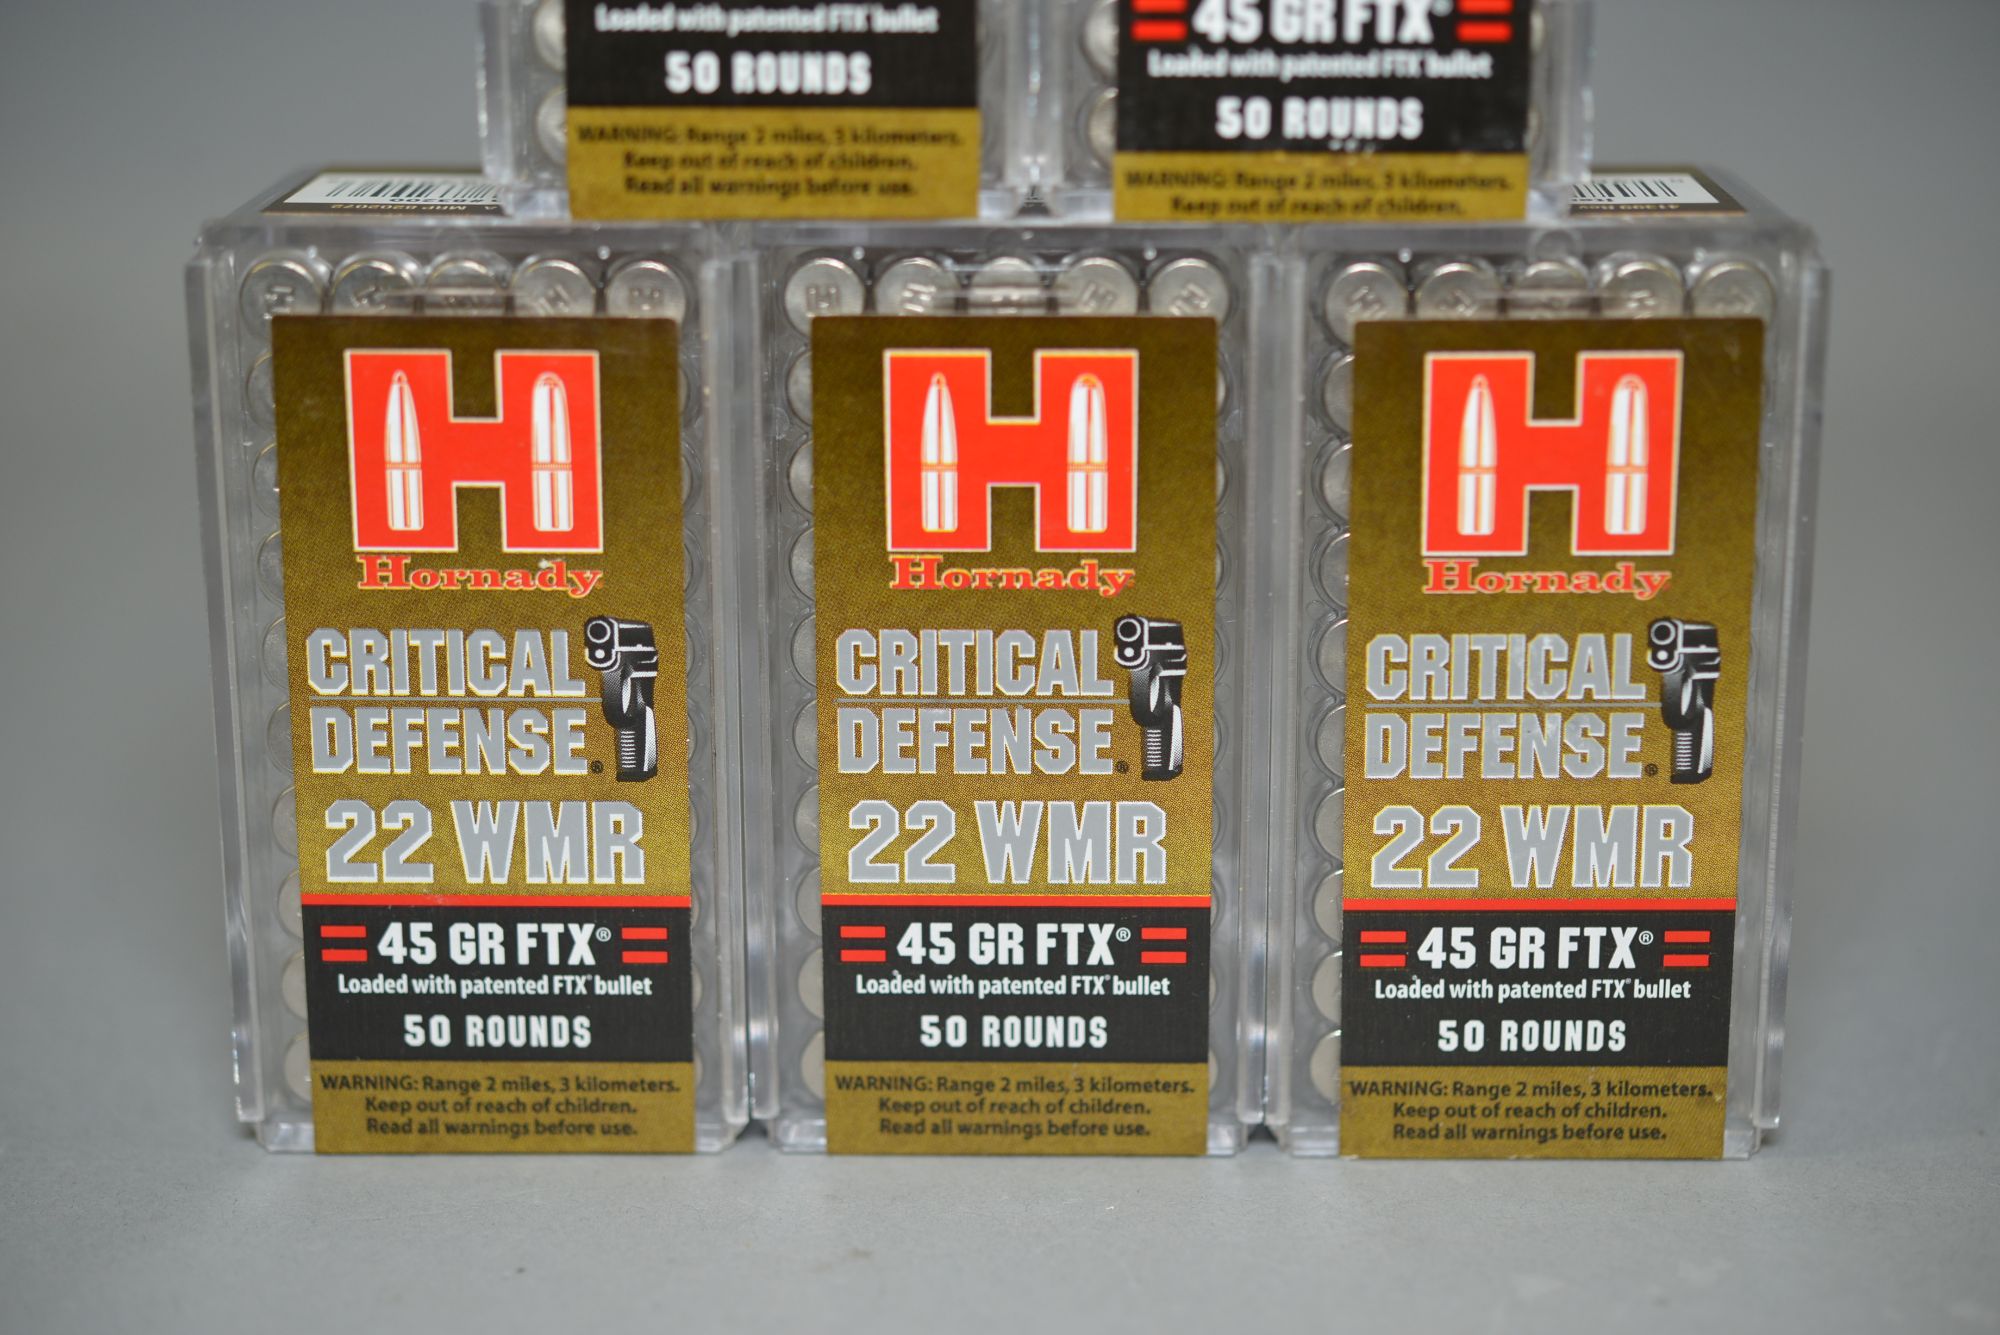 Loaded with patented FTX® bullet
50 ROUNDS
WARNING: Range 2 miles, 3 kilometers.
Keep out of reach of children.
Read all warnings before use.
45 GR FTX®
Loaded with patented FTX® bullet
50 ROUNDS
WARNING: Range 2 miles, 3 kilometers.
Keep out of reach of children.
H
Hornady
CRITICAL
DEFENSE®
22 WMR
45 GR FTX®
Loaded with patented FTX® bullet
50 ROUNDS
WARNING: Range 2 miles, 3 kilometers.
Keep out of reach of children.
Read all warnings before use.
H
Hornady
CRITICAL
DEFENSE®
22 WMR
45 GR FTX®
Loaded with patented FTX® bullet
50 ROUNDS
WARNING: Range 2 miles, 3 kilometers.
Keep out of reach of children.
Read all warnings before use.
H
Hornady
CRITICAL
DEFENSE®
22 WMR
45 GR FTX®
Loaded with patented FTX® bullet
50 ROUNDS
WARNING: Range 2 miles, 3 kilometers.
Keep out of reach of children.
Read all warnings before use.